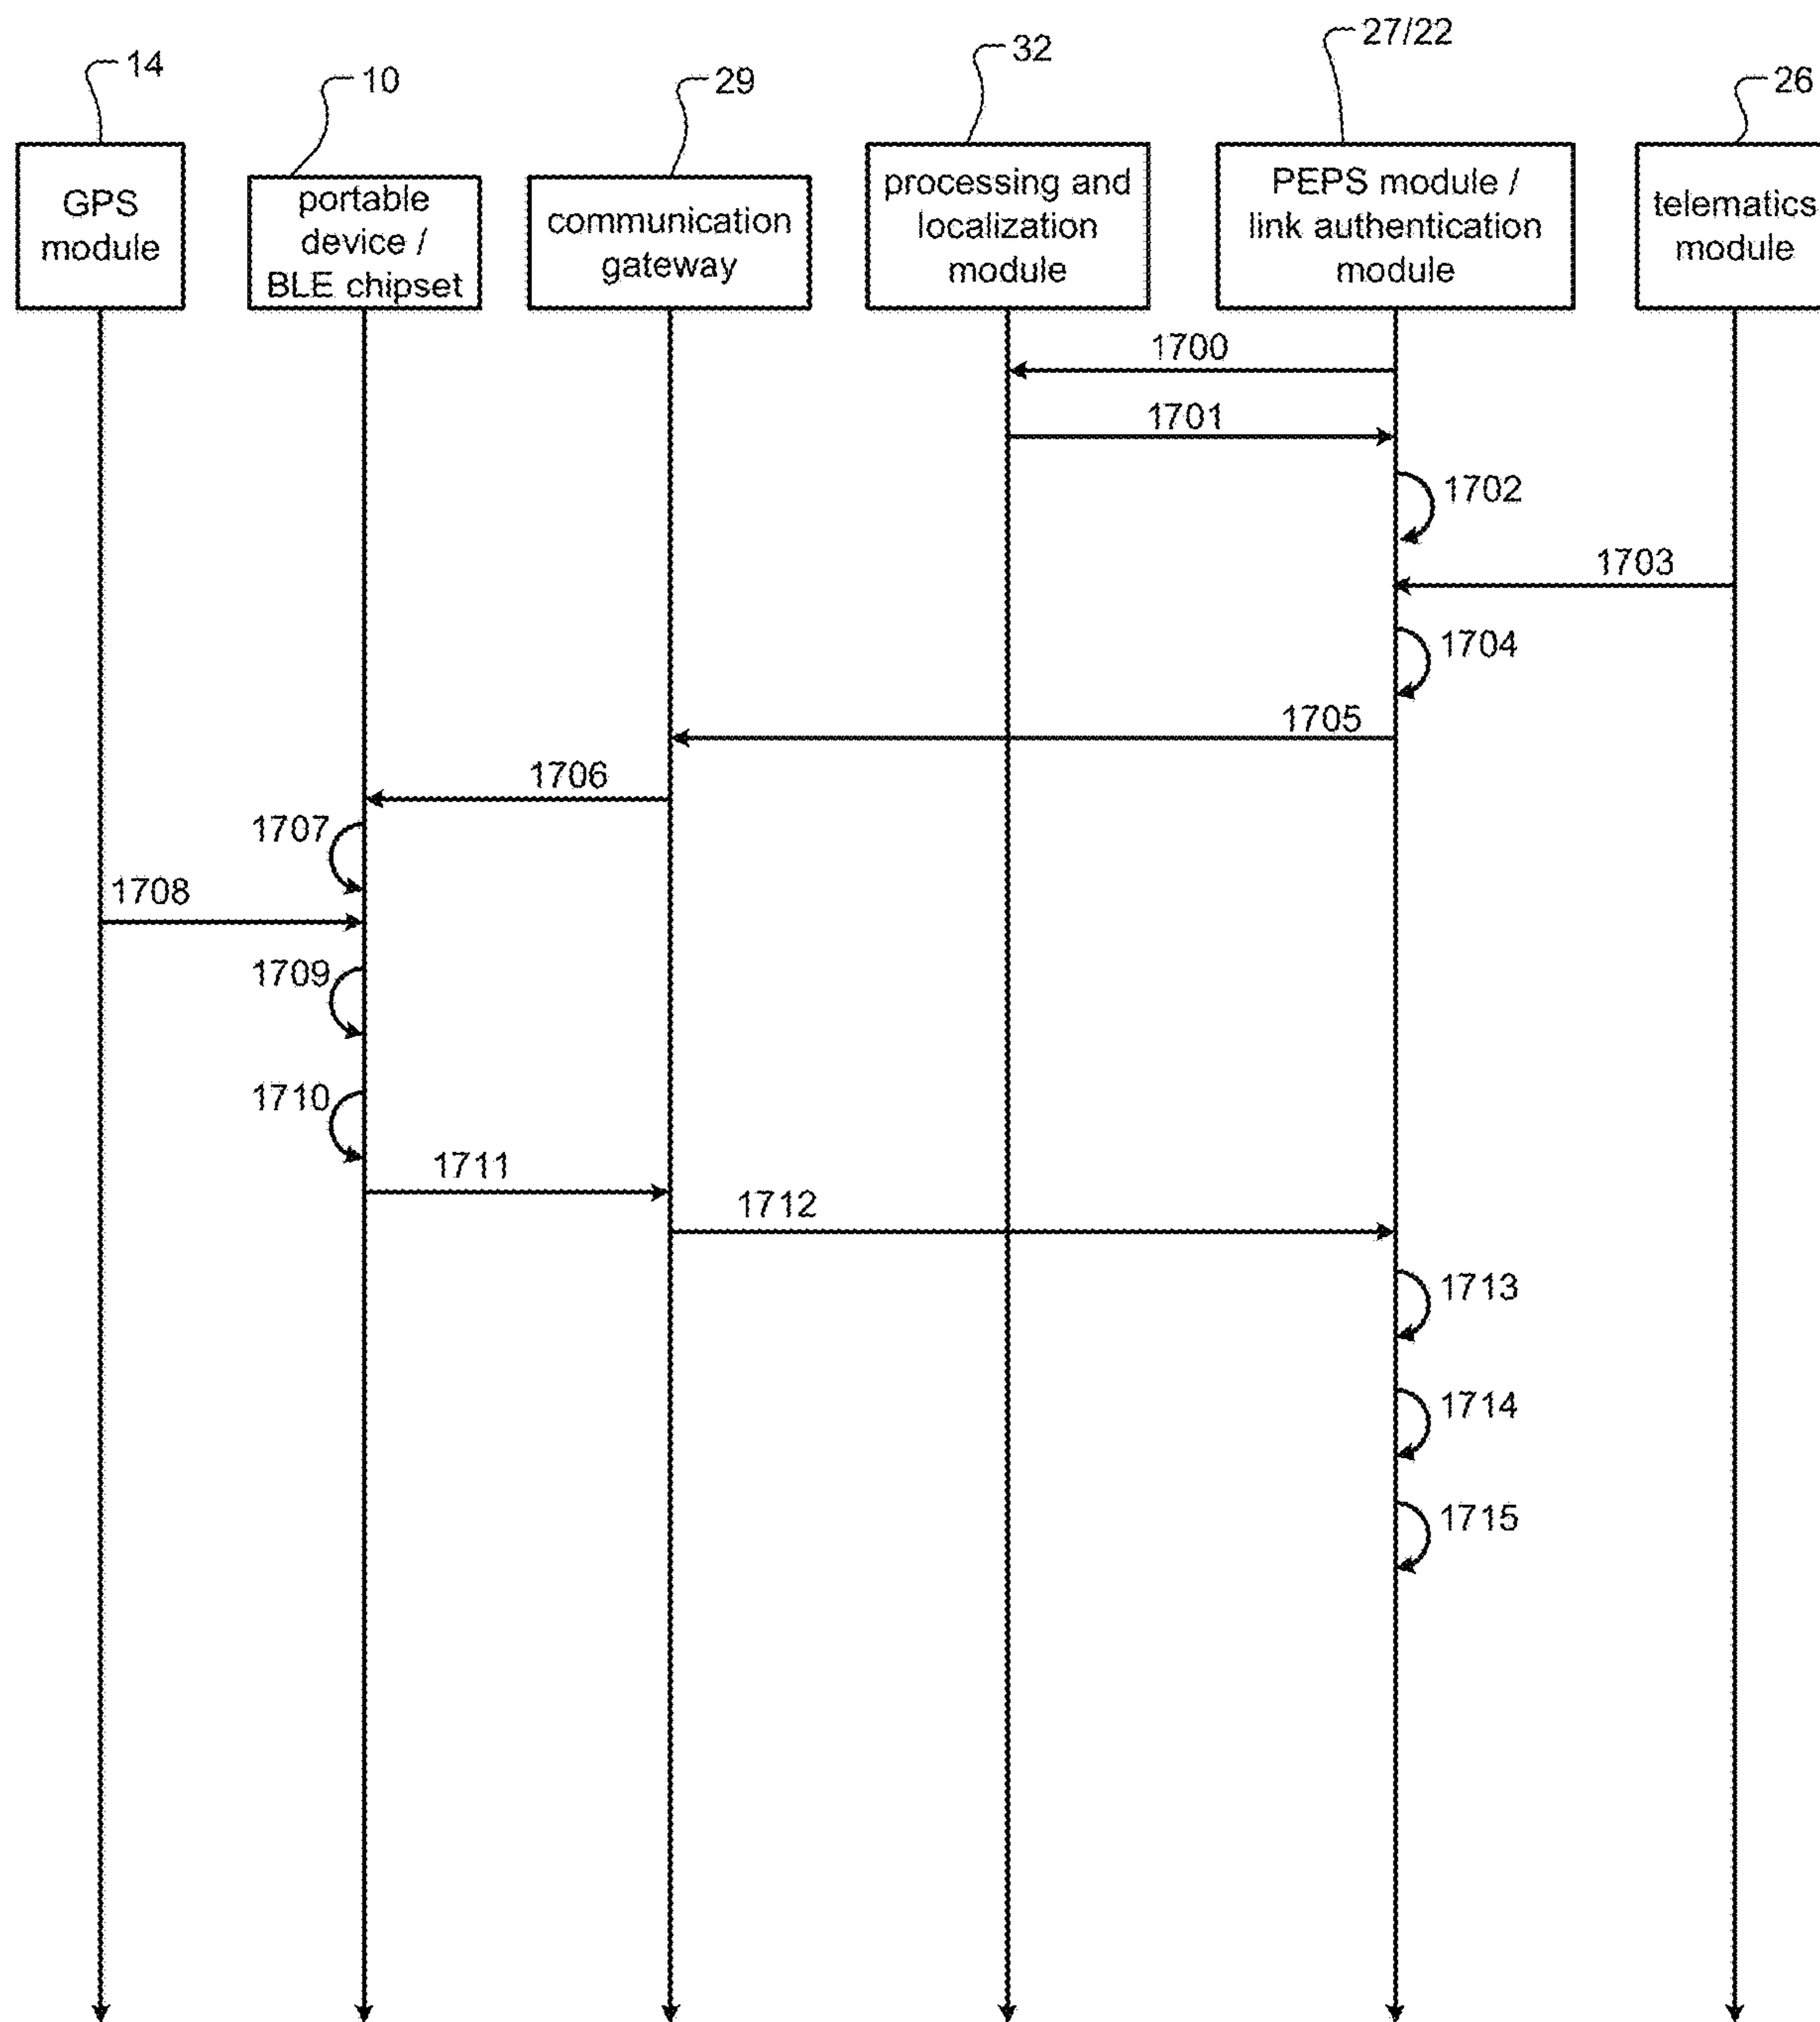 14
10
29
32
27/22
26
GPS
module
portable
device /
BLE chipset
communication
gateway
processing and
localization
module
PEPS module /
link authentication
module
telematics
module
1700
1701
1702
1703
1704
1705
1706
1707
1708
1709
1710
1711
1712
1713
1714
1715